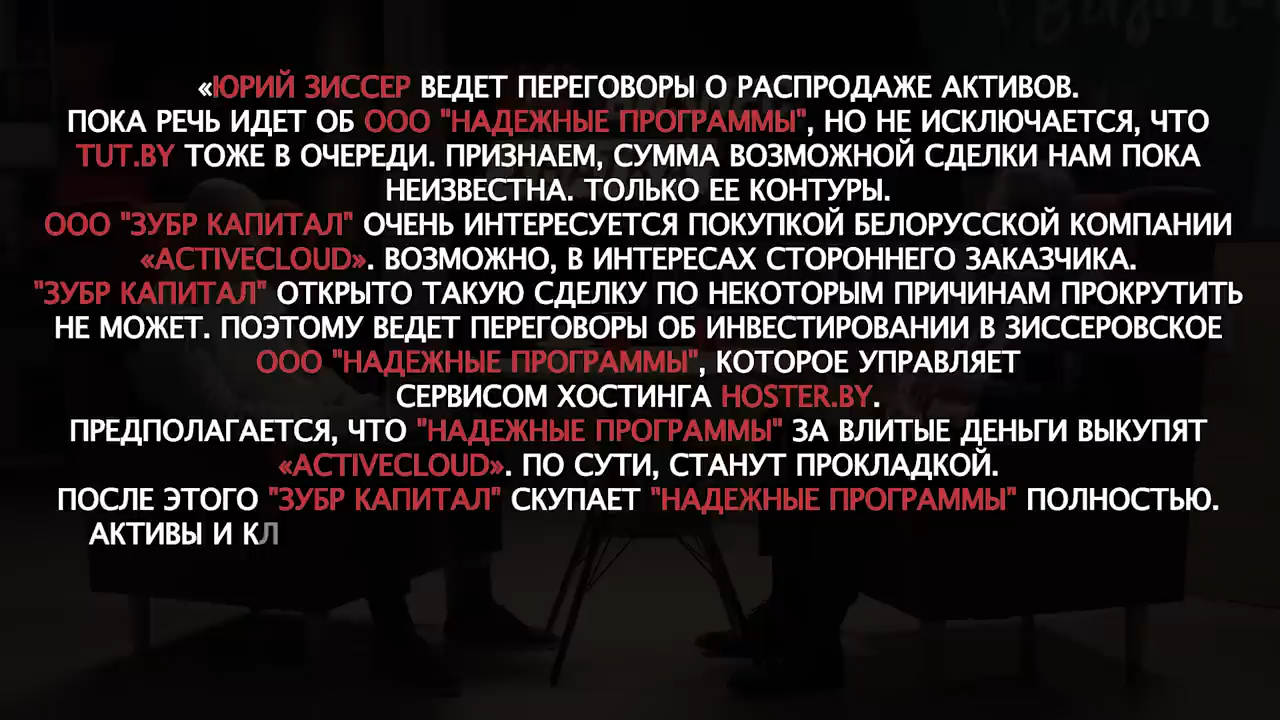 «ЮРИЙ ЗИССЕР ВЕДЕТ ПЕРЕГОВОРЫ О РАСПРОДАЖЕ АКТИВОВ.
ПОКА РЕЧЬ ИДЕТ ОБ ООО "НАДЕЖНЫЕ ПРОГРАММЫ", НО НЕ ИСКЛЮЧАЕТСЯ, ЧТО
TUT.BY ТОЖЕ В ОЧЕРЕДИ. ПРИЗНАЕМ, СУММА ВОЗМОЖНОЙ СДЕЛКИ НАМ ПОКА
НЕИЗВЕСТНА. ТОЛЬКО ЕЕ КОНТУРЫ.
ООО "ЗУБР КАПИТАЛ" ОЧЕНЬ ИНТЕРЕСУЕТСЯ ПОКУПКОЙ БЕЛОРУССКОЙ КОМПАНИИ
«ACTIVECLOUD». ВОЗМОЖНО, В ИНТЕРЕСАХ СТОРОННЕГО ЗАКАЗЧИКА.
"ЗУБР КАПИТАЛ" ОТКРЫТО ТАКУЮ СДЕЛКУ ПО НЕКОТОРЫМ ПРИЧИНАМ ПРОКРУТИТЬ
НЕ МОЖЕТ. ПОЭТОМУ ВЕДЕТ ПЕРЕГОВОРЫ ОБ ИНВЕСТИРОВАНИИ В ЗИССЕРОВСКОЕ
ООО "НАДЕЖНЫЕ ПРОГРАММЫ", КОТОРОЕ УПРАВЛЯЕТ
СЕРВИСОМ ХОСТИНГА HOSTER.BY.
ПРЕДПОЛАГАЕТСЯ, ЧТО "НАДЕЖНЫЕ ПРОГРАММЫ" ЗА ВЛИТЫЕ ДЕНЬГИ ВЫКУПЯТ
«ACTIVECLOUD». ПО СУТИ, СТАНУТ ПРОКЛАДКОЙ.
ПОСЛЕ ЭТОГО "ЗУБР КАПИТАЛ" СКУПАЕТ "НАДЕЖНЫЕ ПРОГРАММЫ" ПОЛНОСТЬЮ.
АКТИВЫ И КЛ